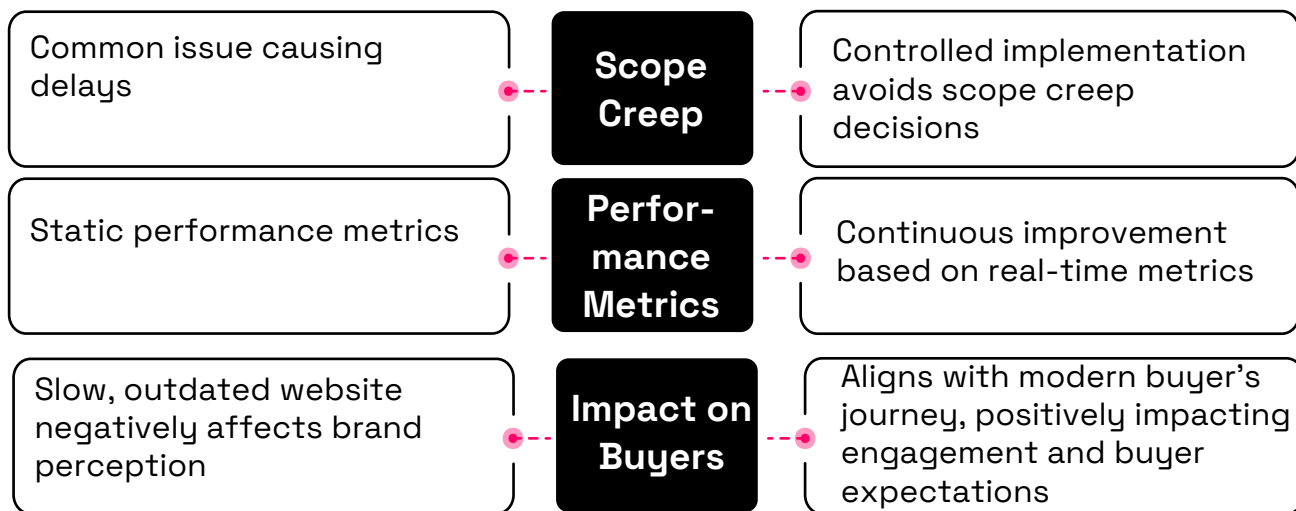 Common issue causing
delays
Scope
Creep
Controlled implementation
avoids scope creep
decisions
Static performance metrics
Perfor-
mance
Metrics
Continuous improvement
based on real-time metrics
Slow, outdated website
negatively affects brand
perception
Impact on
Buyers
Aligns with modern buyer’s
journey, positively impacting
engagement and buyer
expectations